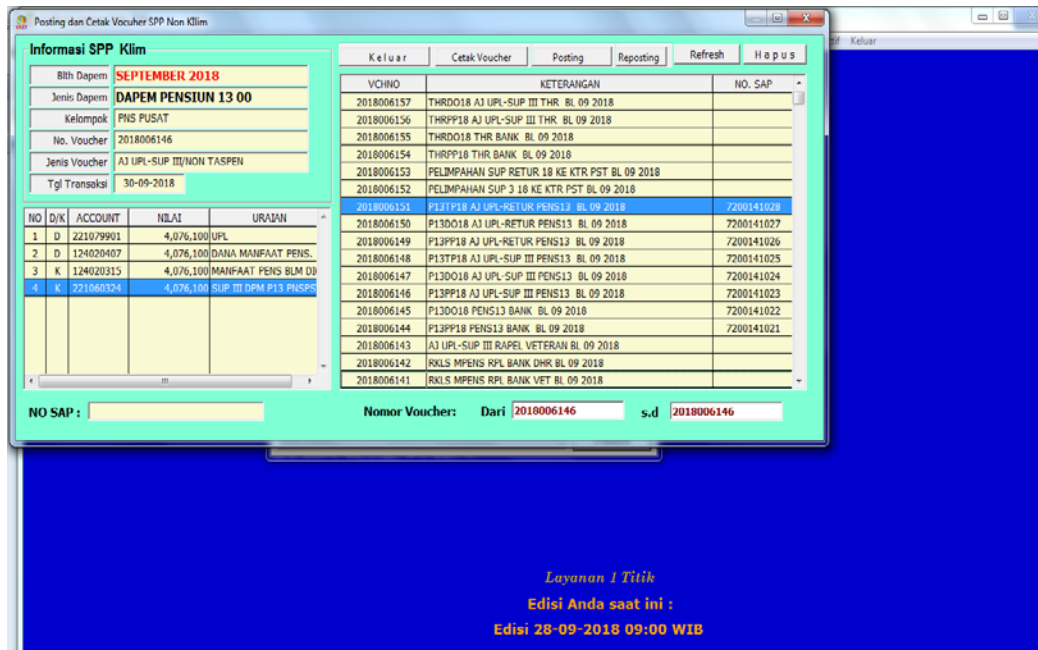 Posting dan Cetak Vocuher SPP Non KIlim
Keluar
Informasi SPP Klim
Blth Dapem SEPTEMBER 2018
Jenis Dapem DAPEM PENSIUN 13 00
Kelompok PNS PUSAT
No. Voucher 2018006146
Jenis Voucher AJ UPL-SUP III/NON TASPEN
Tgl Transaksi 30-09-2018
NO D/K ACCOUNT NILAI URAIAN
1 D 221079901 4,076,100 UPL
2 D 124020407 4,076,100 DANA MANFAAT PENS.
3 K 124020315 4,076,100 MANFAAT PENS BLM DI
4 K 221060324 4,076,100 SUP III DPM P13 PNSPS
NO SAP :
Keluar Cetak Voucher Posting Reposting Refresh Hapus
VCHNO KETERANGAN NO. SAP
2018006157 THRDO18 AJ UPL-SUP III THR BL 09 2018
2018006156 THRPP18 AJ UPL-SUP III THR BL 09 2018
2018006155 THRDO18 THR BANK BL 09 2018
2018006154 THRPP18 THR BANK BL 09 2018
2018006153 PELIMPAHAN SUP RETUR 18 KE KTR PST BL 09 2018
2018006152 PELIMPAHAN SUP 3 18 KE KTR PST BL 09 2018
2018006151 P13TP18 AJ UPL-RETUR PENS13 BL 09 2018 7200141028
2018006150 P13DO18 AJ UPL-RETUR PENS13 BL 09 2018 7200141027
2018006149 P13PP18 AJ UPL-RETUR PENS13 BL 09 2018 7200141026
2018006148 P13TP18 AJ UPL-SUP III PENS13 BL 09 2018 7200141025
2018006147 P13DO18 AJ UPL-SUP III PENS13 BL 09 2018 7200141024
2018006146 P13PP18 AJ UPL-SUP III PENS13 BL 09 2018 7200141023
2018006145 P13DO18 PENS13 BANK BL 09 2018 7200141022
2018006144 P13PP18 PENS13 BANK BL 09 2018 7200141021
2018006143 AJ UPL-SUP III RAPEL VETERAN BL 09 2018
2018006142 RKLS MPENS RPL BANK DHR BL 09 2018
2018006141 RKLS MPENS RPL BANK VET BL 09 2018
Nomor Voucher: Dari 2018006146 s.d 2018006146
Layanan 1 Titik
Edisi Anda saat ini :
Edisi 28-09-2018 09:00 WIB